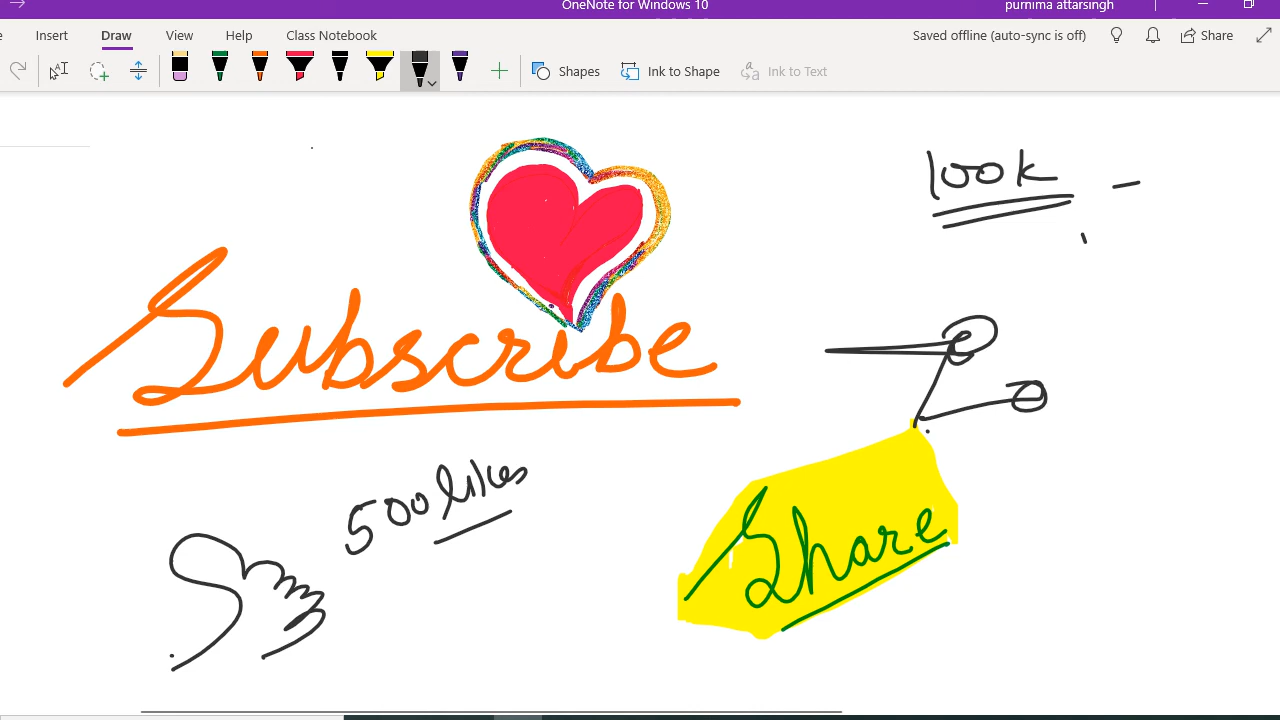 OneNote for Windows 10
purnima attarsingh
Insert Draw View Help Class Notebook
Saved offline (auto-sync is off) Share
Shapes Ink to Shape Ink to Text
100k
Subscribe
500 likes
Share